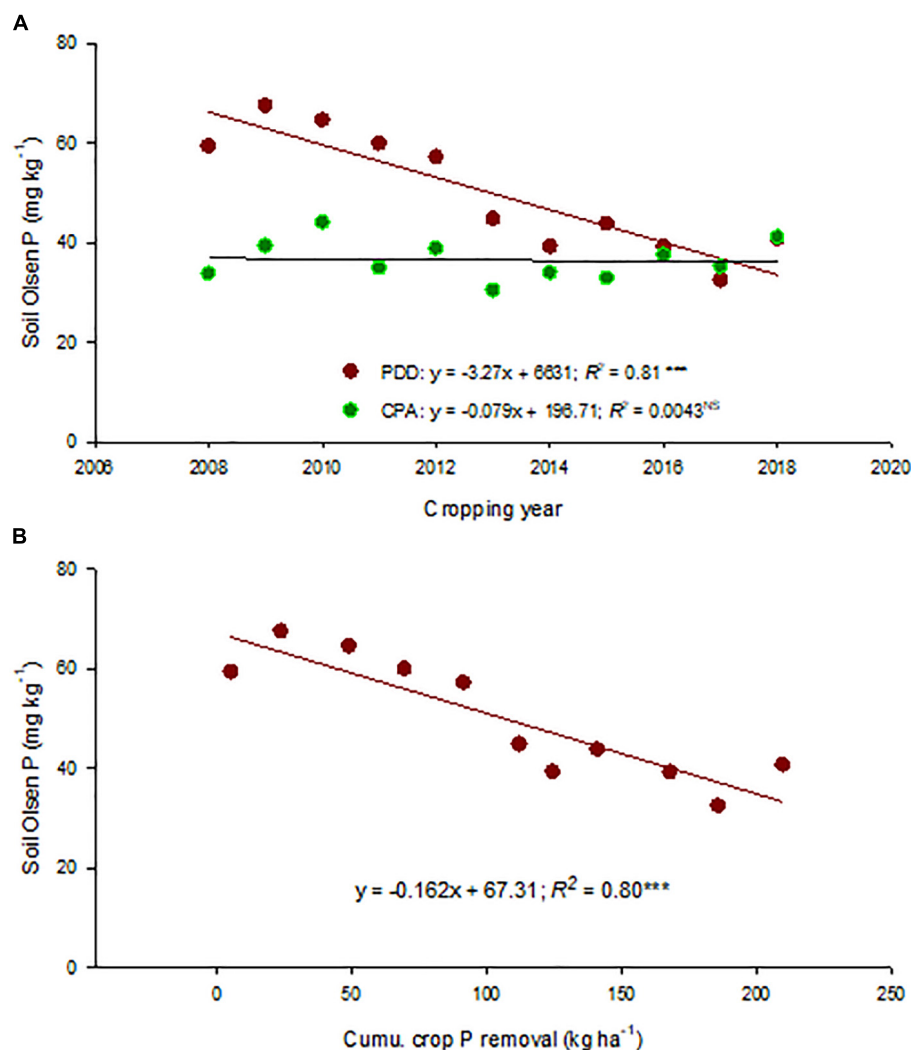 A
80
60
40
20
0
Soil Olsen P (mg kg⁻¹)
PDD: y = -3.27x + 6631; R² = 0.81 ***
CPA: y = -0.079x + 196.71; R² = 0.0043NS
2006 2008 2010 2012 2014 2016 2018 2020
Cropping year
B
80
60
40
20
0
Soil Olsen P (mg kg⁻¹)
y = -0.162x + 67.31; R² = 0.80***
0 50 100 150 200 250
Cumu. crop P removal (kg ha⁻¹)